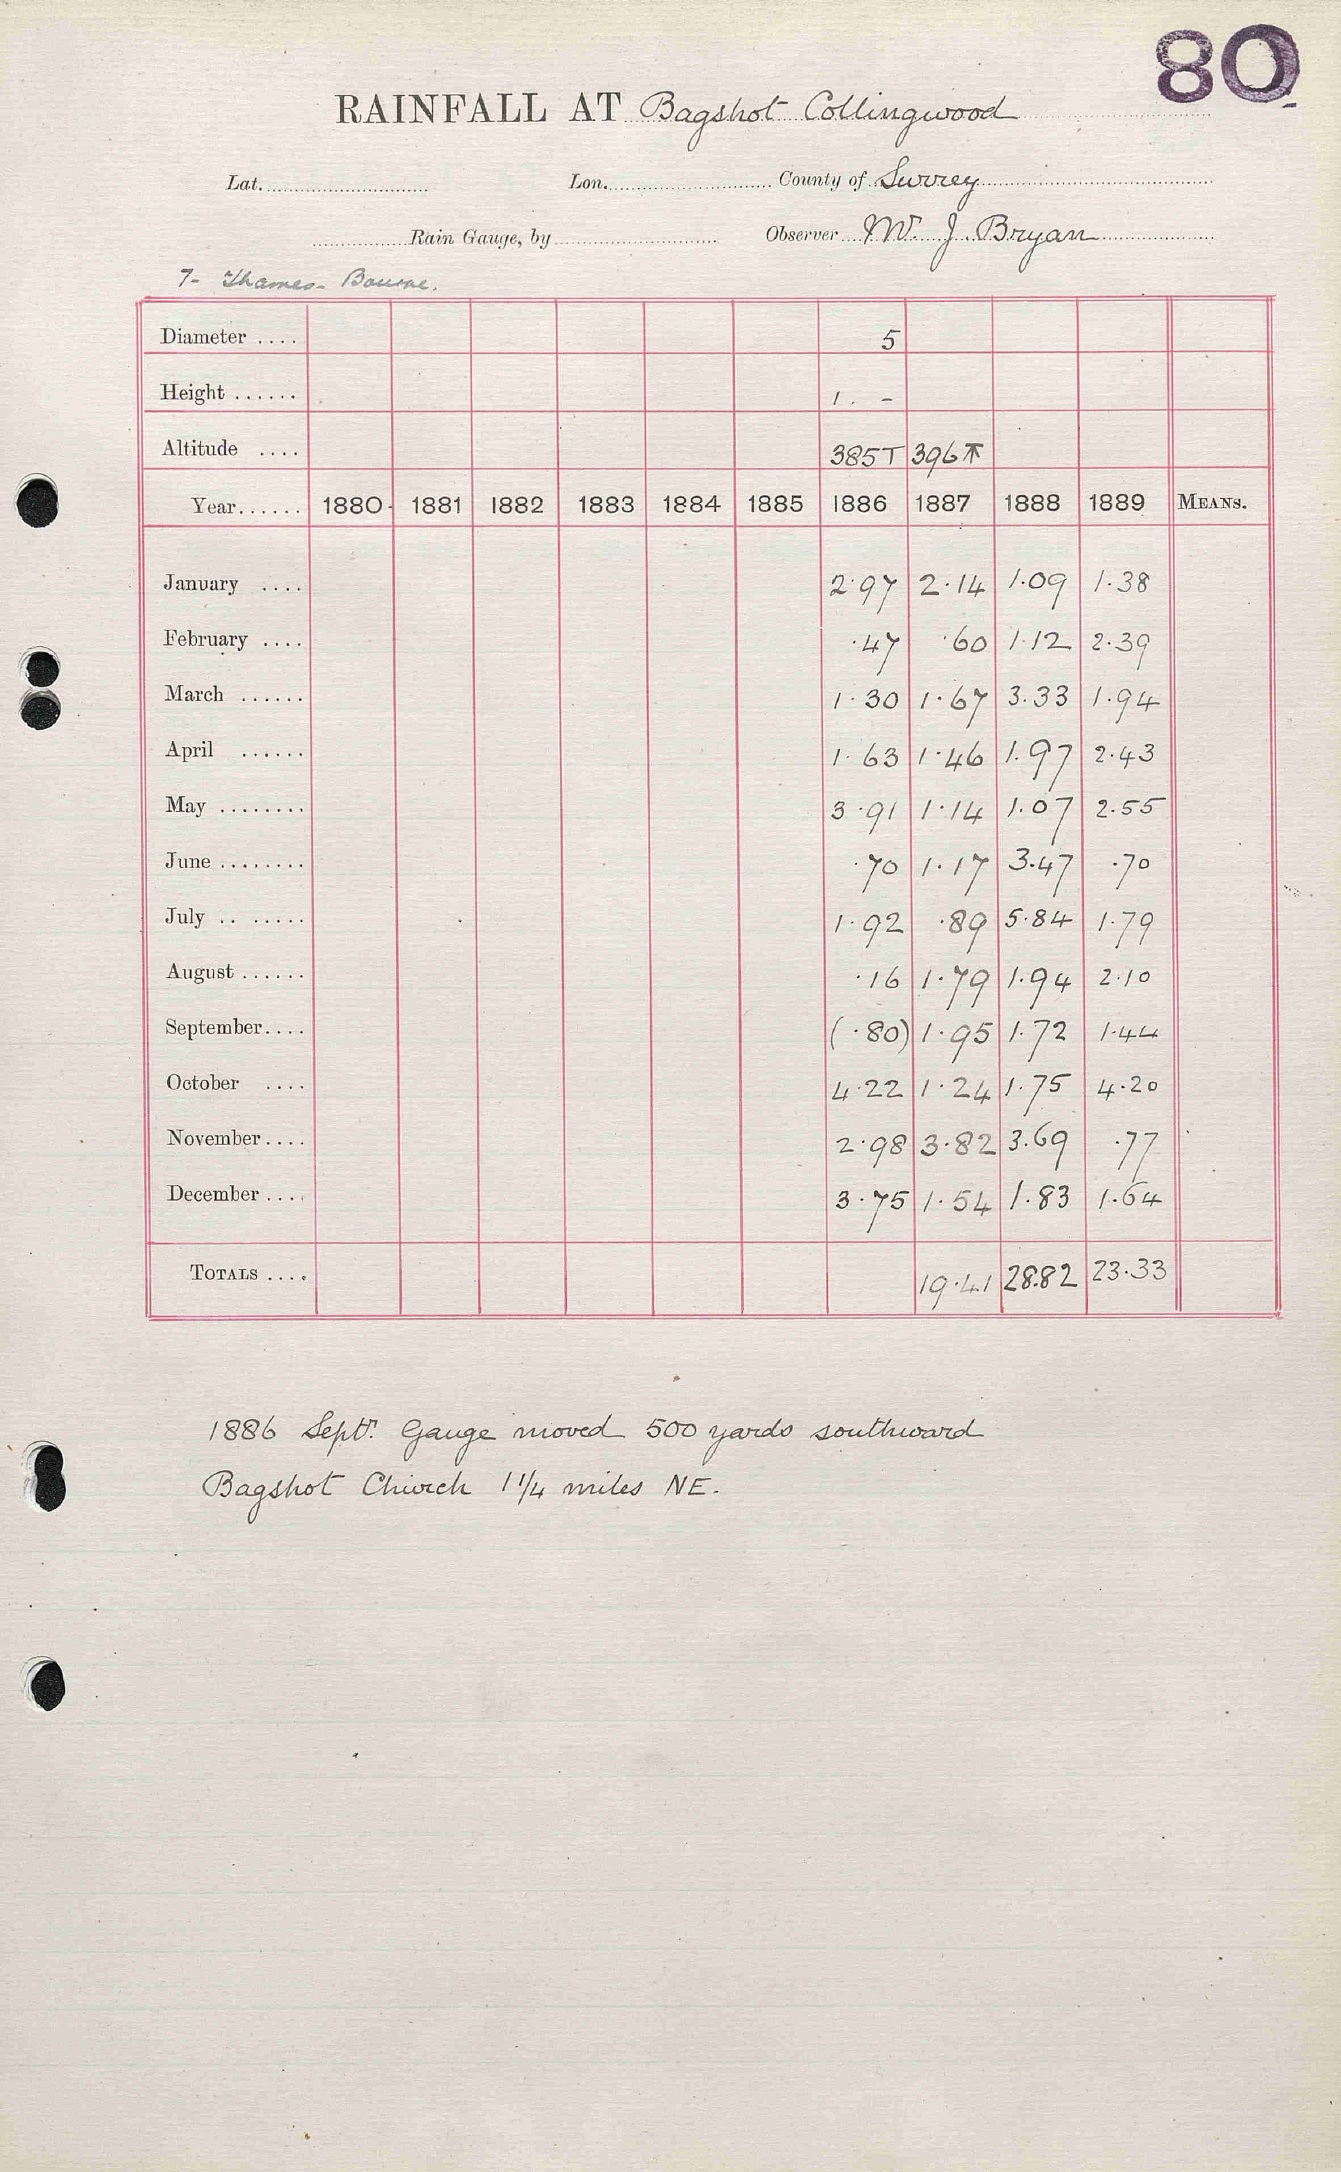 80
RAINFALL AT Bagshot Collingwood
Lat. Lon. County of Surrey
Rain Gauge, by Observer W. J. Bryan
7- Thames- Bourne.
Diameter .... 5
Height ...... 1. -
Altitude .... 385T 396T
Year...... 1880 1881 1882 1883 1884 1885 1886 1887 1888 1889 MEANS.
January .... 2.97 2.14 1.09 1.38
February .... .47 .60 1.12 2.39
March ...... 1.30 1.67 3.33 1.94
April ...... 1.63 1.46 1.97 2.43
May ........ 3.91 1.14 1.07 2.55
June ........ .70 1.17 3.47 .70
July .. ..... 1.92 .89 5.84 1.79
August ...... .16 1.79 1.94 2.10
September.... (.80) 1.95 1.72 1.44
October .... 4.22 1.24 1.75 4.20
November.... 2.98 3.82 3.69 .77
December .... 3.75 1.54 1.83 1.64
TOTALS .... 19.41 28.82 23.33
1886 Sept. Gauge moved 500 yards southward
Bagshot Church 1 1/4 miles NE.